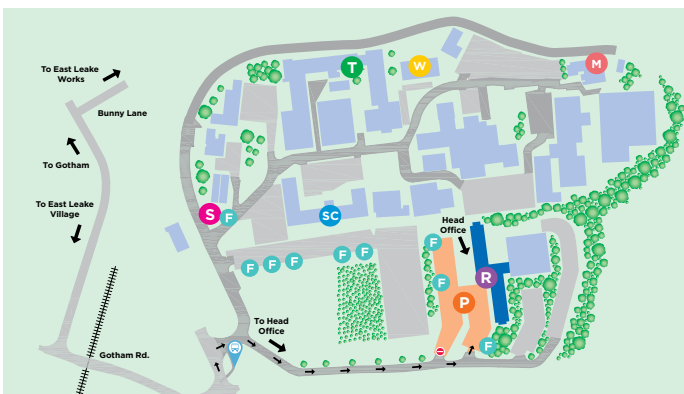 T
W
M
To East Leake
Works
Bunny Lane
To Gotham
To East Leake
Village
S
F
SC
Head
Office
F
F
F
F
F
F
F
R
P
To Head
Office
Gotham Rd.
F